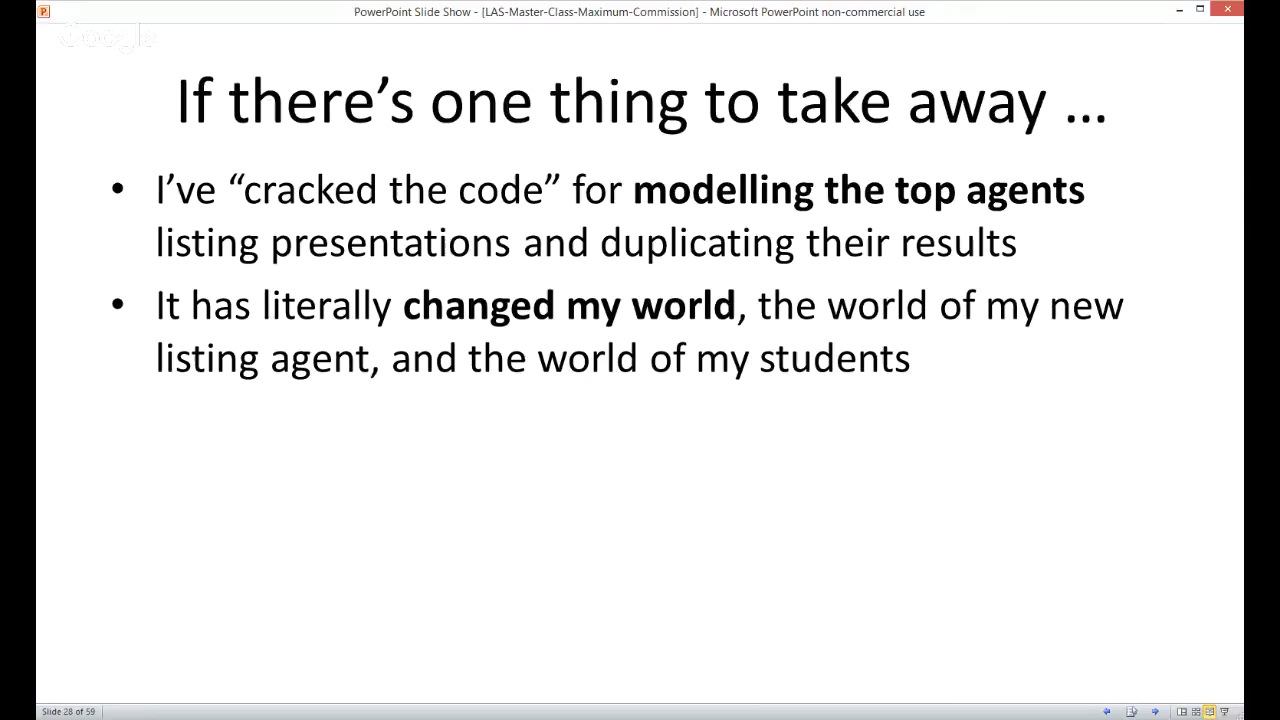 PowerPoint Slide Show - [LAS-Master-Class-Maximum-Commission] - Microsoft PowerPoint non-commercial use
Google
If there’s one thing to take away …
• I’ve “cracked the code” for modelling the top agents
listing presentations and duplicating their results
• It has literally changed my world, the world of my new
listing agent, and the world of my students
Slide 28 of 59